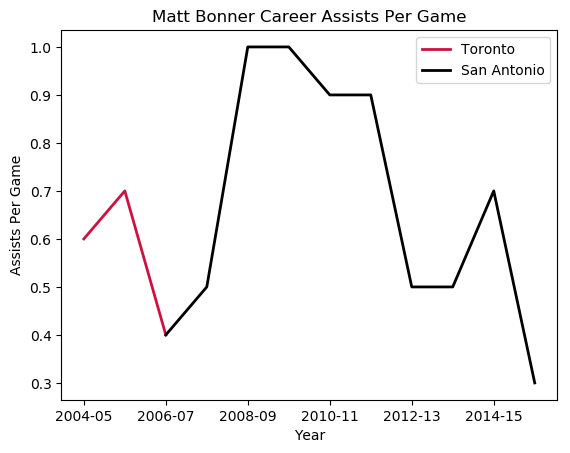 Matt Bonner Career Assists Per Game
Toronto
San Antonio
Assists Per Game
1.0
0.9
0.8
0.7
0.6
0.5
0.4
0.3
2004-05 2006-07 2008-09 2010-11 2012-13 2014-15
Year